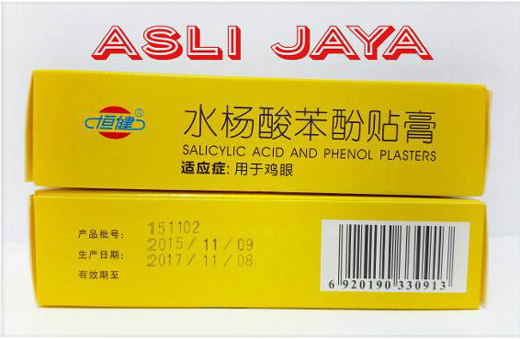 ASLI JAYA
恒健®
水杨酸苯酚贴膏
SALICYLIC ACID AND PHENOL PLASTERS
适应症: 用于鸡眼
产品批号: 151102
生产日期: 2015/11/09
有效期至 2017/11/08
6 920190 330913